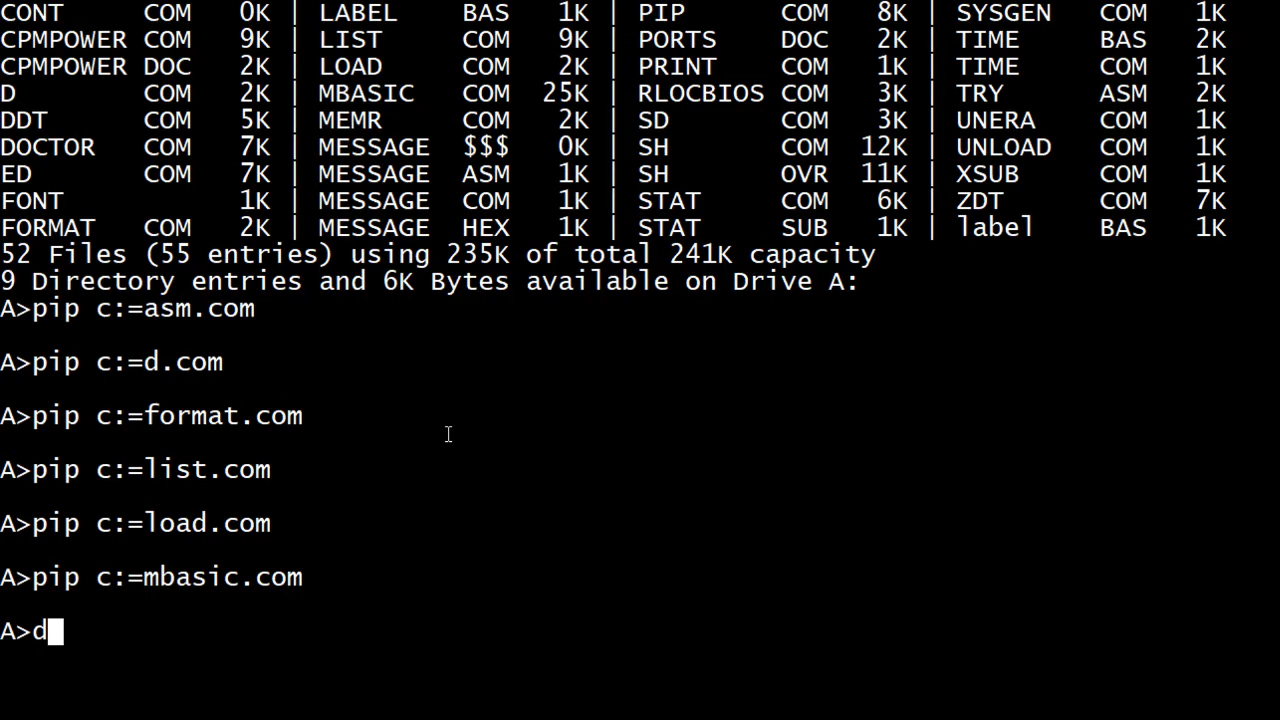 CONT     COM   0K | LABEL    BAS   1K | PIP      COM   8K | SYSGEN   COM   1K
CPMPOWER COM   9K | LIST     COM   9K | PORTS    DOC   2K | TIME     BAS   2K
CPMPOWER DOC   2K | LOAD     COM   2K | PRINT    COM   1K | TIME     COM   1K
D        COM   2K | MBASIC   COM  25K | RLOCBIOS COM   3K | TRY      ASM   2K
DDT      COM   5K | MEMR     COM   2K | SD       COM   3K | UNERA    COM   1K
DOCTOR   COM   7K | MESSAGE  $$$   0K | SH       COM  12K | UNLOAD   COM   1K
ED       COM   7K | MESSAGE  ASM   1K | SH       OVR  11K | XSUB     COM   1K
FONT           1K | MESSAGE  COM   1K | STAT     COM   6K | ZDT      COM   7K
FORMAT   COM   2K | MESSAGE  HEX   1K | STAT     SUB   1K | label    BAS   1K
52 Files (55 entries) using 235K of total 241K capacity
9 Directory entries and 6K Bytes available on Drive A:
A>pip c:=asm.com
A>pip c:=d.com
A>pip c:=format.com
A>pip c:=list.com
A>pip c:=load.com
A>pip c:=mbasic.com
A>d